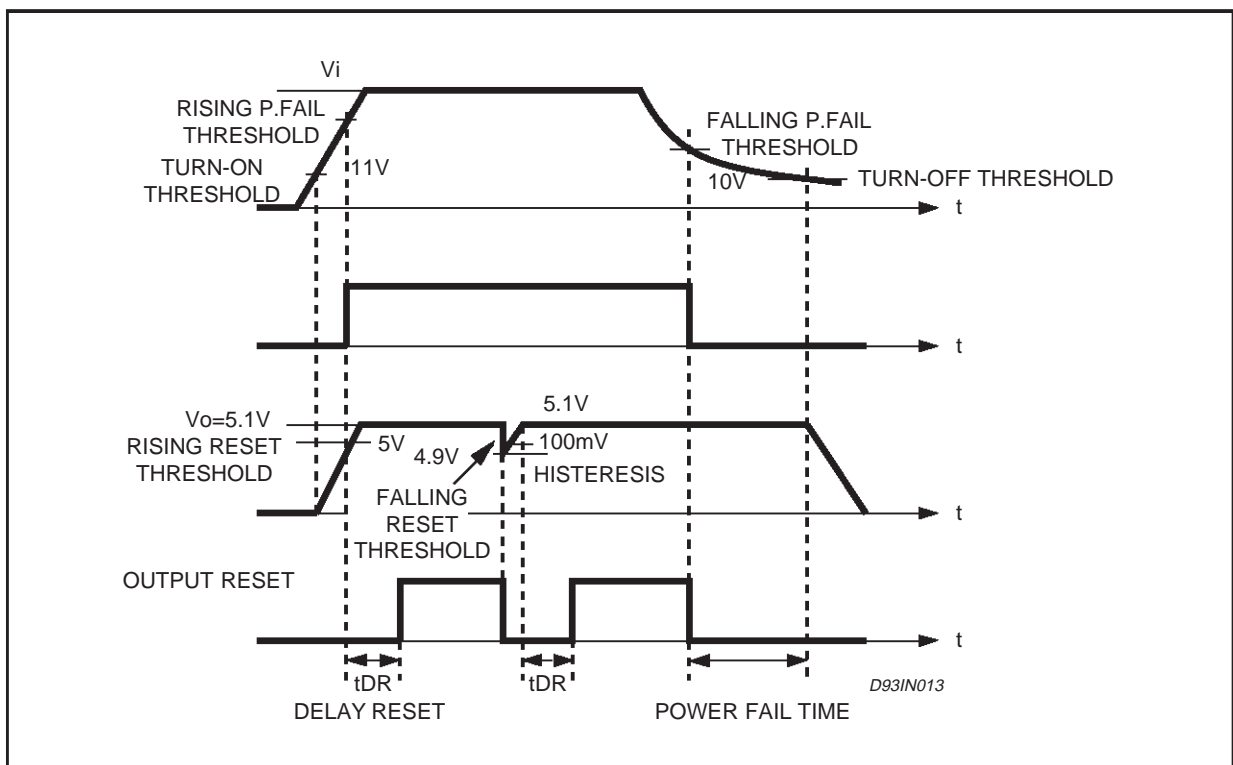 Vi
RISING P.FAIL
THRESHOLD
TURN-ON
THRESHOLD
11V
FALLING P.FAIL
THRESHOLD
10V
TURN-OFF THRESHOLD
t
t
Vo=5.1V
RISING RESET
THRESHOLD
5V
4.9V
5.1V
100mV
HISTERESIS
FALLING
RESET
THRESHOLD
t
OUTPUT RESET
t
tDR
tDR
DELAY RESET
POWER FAIL TIME
D93IN013